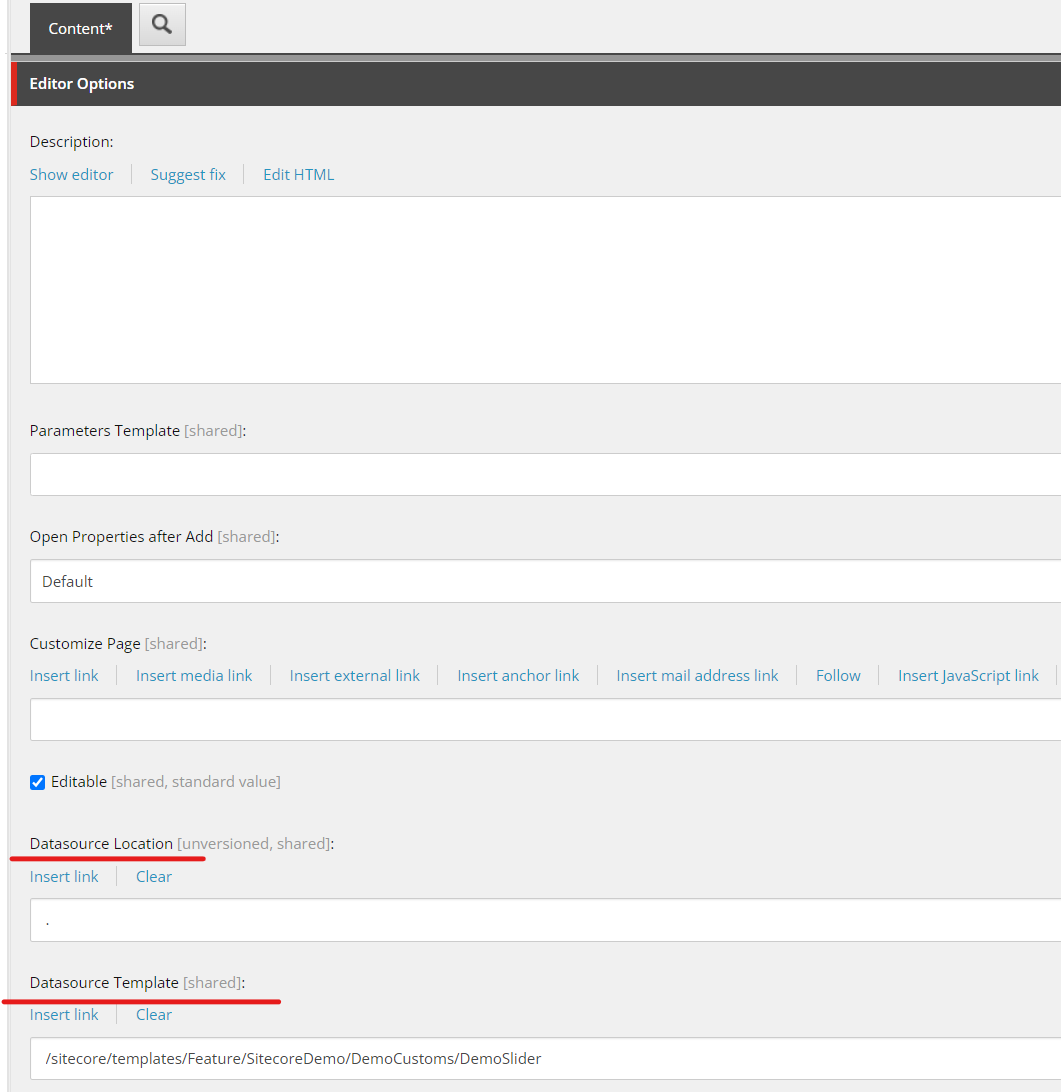 Content*
Editor Options
Description:
Show editor Suggest fix Edit HTML
Parameters Template [shared]:
Open Properties after Add [shared]:
Default
Customize Page [shared]:
Insert link Insert media link Insert external link Insert anchor link Insert mail address link Follow Insert JavaScript link
Editable [shared, standard value]
Datasource Location [unversioned, shared]:
Insert link Clear
.
Datasource Template [shared]:
Insert link Clear
/sitecore/templates/Feature/SitecoreDemo/DemoCustoms/DemoSlider